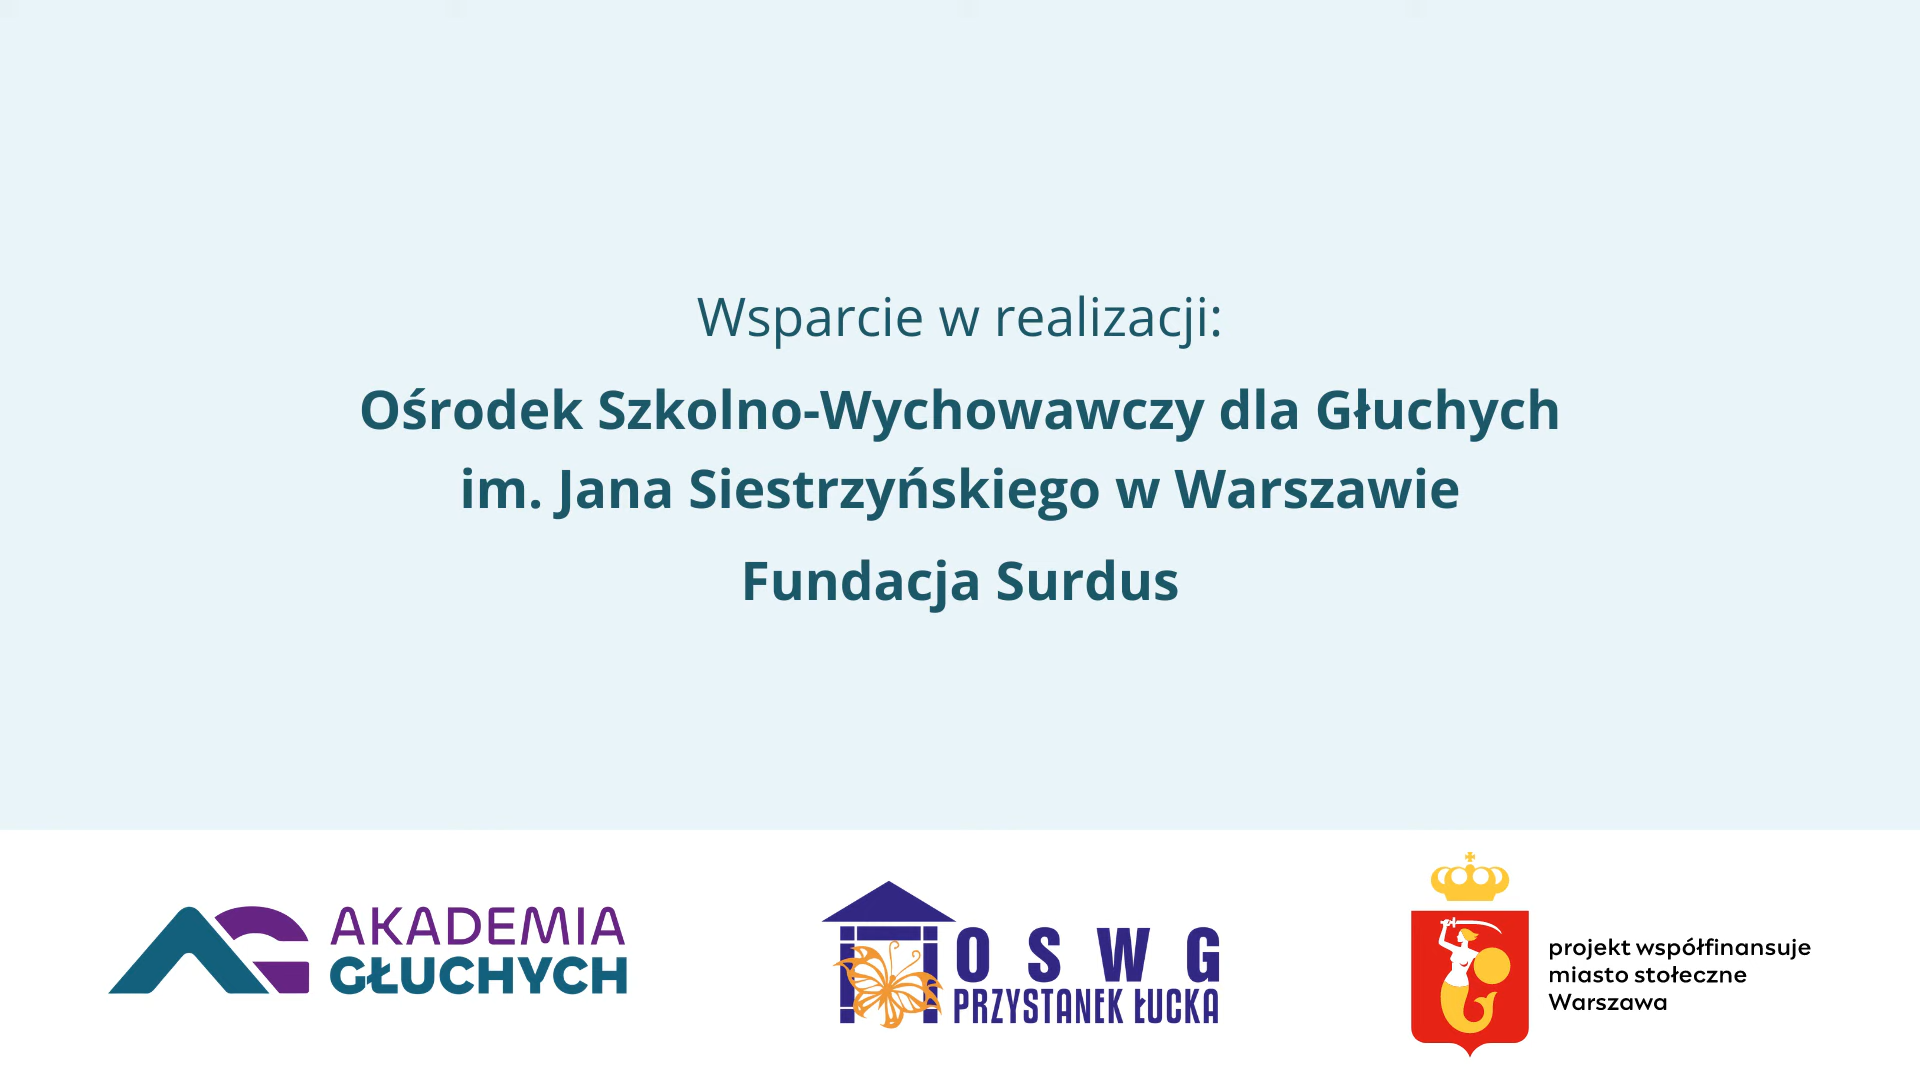 Wsparcie w realizacji:
Ośrodek Szkolno-Wychowawczy dla Głuchych
im. Jana Siestrzyńskiego w Warszawie
Fundacja Surdus
AKADEMIA
GŁUCHYCH
OSWG
PRZYSTANEK ŁUCKA
projekt współfinansuje
miasto stołeczne
Warszawa